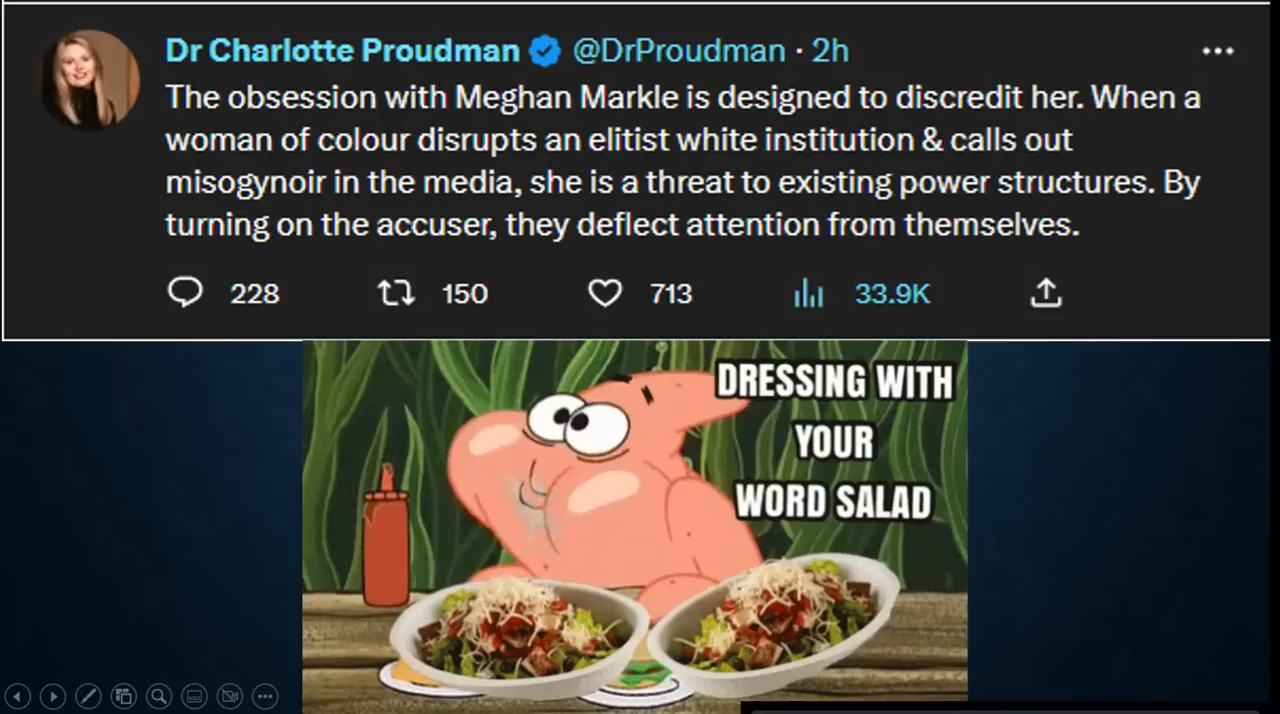 Dr Charlotte Proudman @DrProudman · 2h
The obsession with Meghan Markle is designed to discredit her. When a
woman of colour disrupts an elitist white institution & calls out
misogynoir in the media, she is a threat to existing power structures. By
turning on the accuser, they deflect attention from themselves.
228 150 713 33.9K
DRESSING WITH
YOUR
WORD SALAD